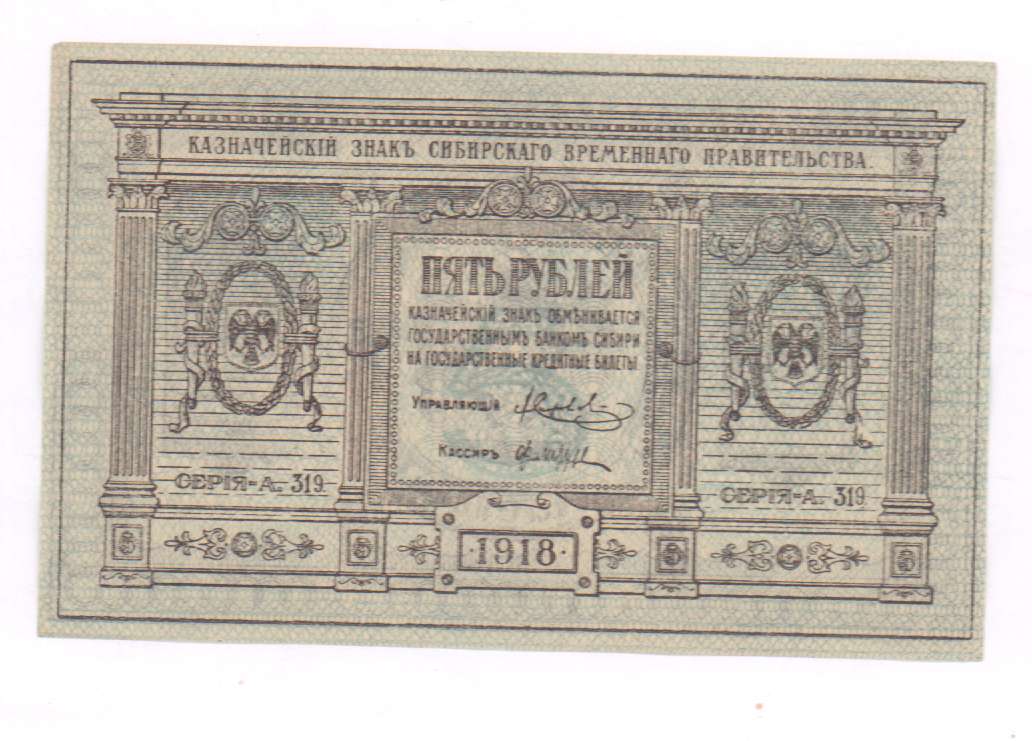 КАЗНАЧЕЙСКІЙ ЗНАКЪ СИБИРСКАГО ВРЕМЕННАГО ПРАВИТЕЛЬСТВА.
ПЯТЬ РУБЛЕЙ
КАЗНАЧЕЙСКІЙ ЗНАКЪ ОБМѢНИВАЕТСЯ
ГОСУДАРСТВЕННЫМЪ БАНКОМЪ СИБИРИ
НА ГОСУДАРСТВЕННЫЕ КРЕДИТНЫЕ БИЛЕТЫ
УПРАВЛЯЮЩІЙ
КАССИРЪ
СЕРІЯ-А. 319
СЕРІЯ-А. 319
5 5 5 5
·1918·